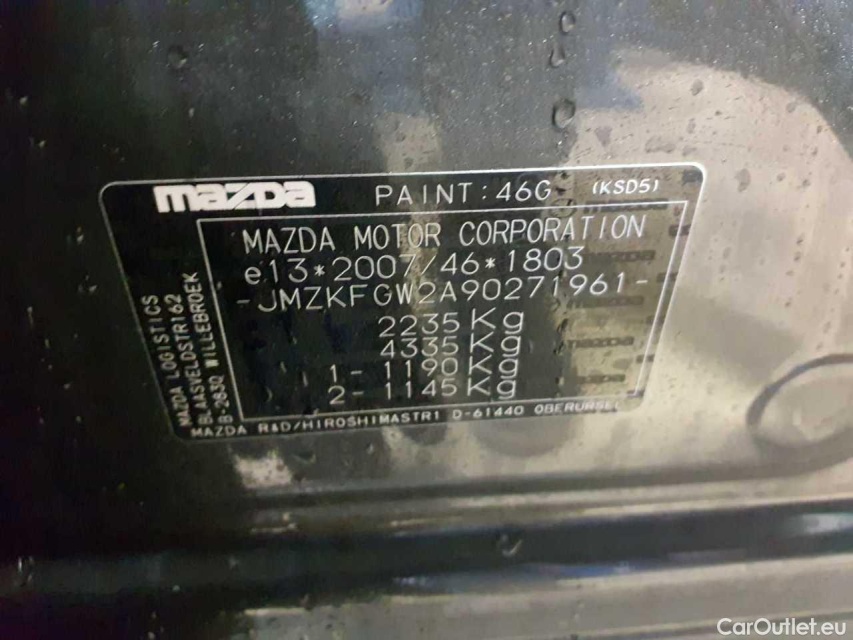 mazda PAINT:46G (KSD5)
MAZDA MOTOR CORPORATION
e13*2007/46*1803
-JMZKFGW2A90271961-
2235Kg
4335Kg
1- 1190Kg
2- 1145Kg
MAZDA LOGISTICS
BLAASVELDSTR162
B-2830 WILLEBROEK
MAZDA R&D/HIROSHIMASTR1 D-61440 OBERURSEL
CarOutlet.eu